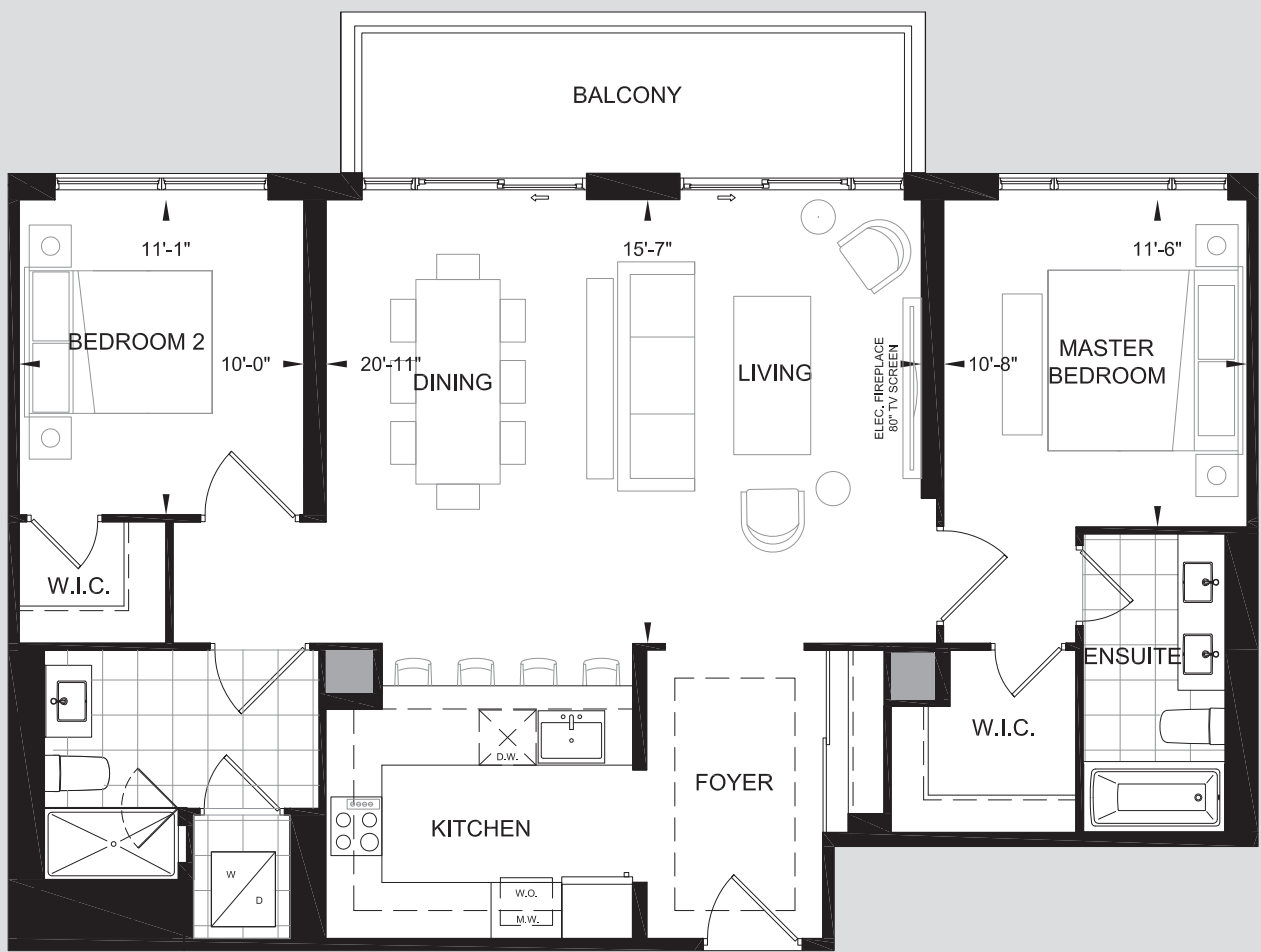 BALCONY
11'-1"
15'-7"
11'-6"
BEDROOM 2
10'-0"
20'-11"
DINING
LIVING
ELEC. FIREPLACE
80" TV SCREEN
10'-8"
MASTER
BEDROOM
W.I.C.
ENSUITE
W.I.C.
D.W.
FOYER
KITCHEN
W
D
W.O.
M.W.